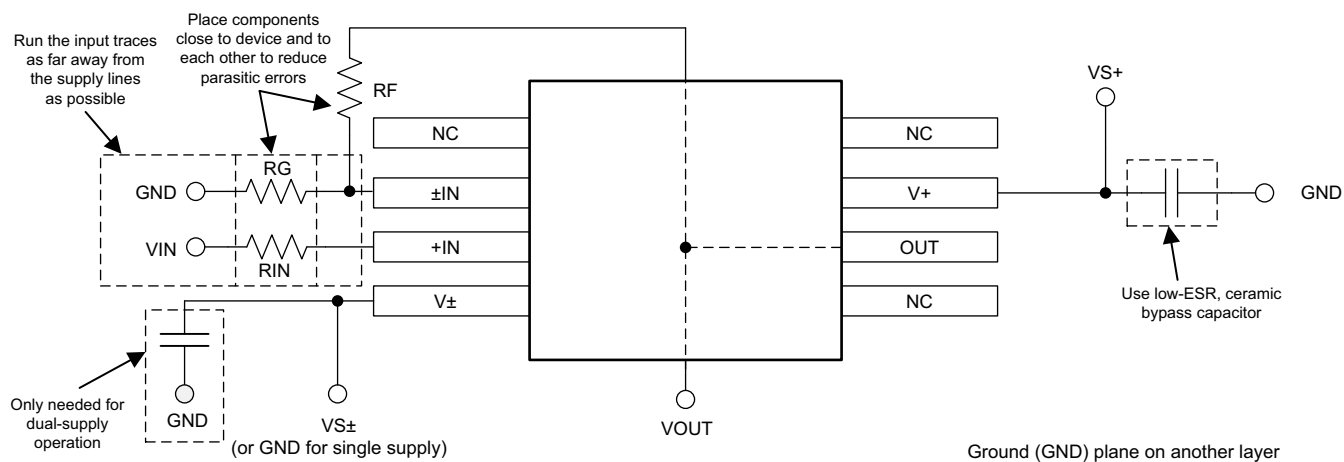 Place components
close to device and to
each other to reduce
parasitic errors
Run the input traces
as far away from
the supply lines
as possible
RF
VS+
NC
NC
RG
GND
±IN
V+
GND
VIN
+IN
OUT
RIN
V±
NC
Use low-ESR, ceramic
bypass capacitor
Only needed for
dual-supply
operation
GND
VS±
(or GND for single supply)
VOUT
Ground (GND) plane on another layer